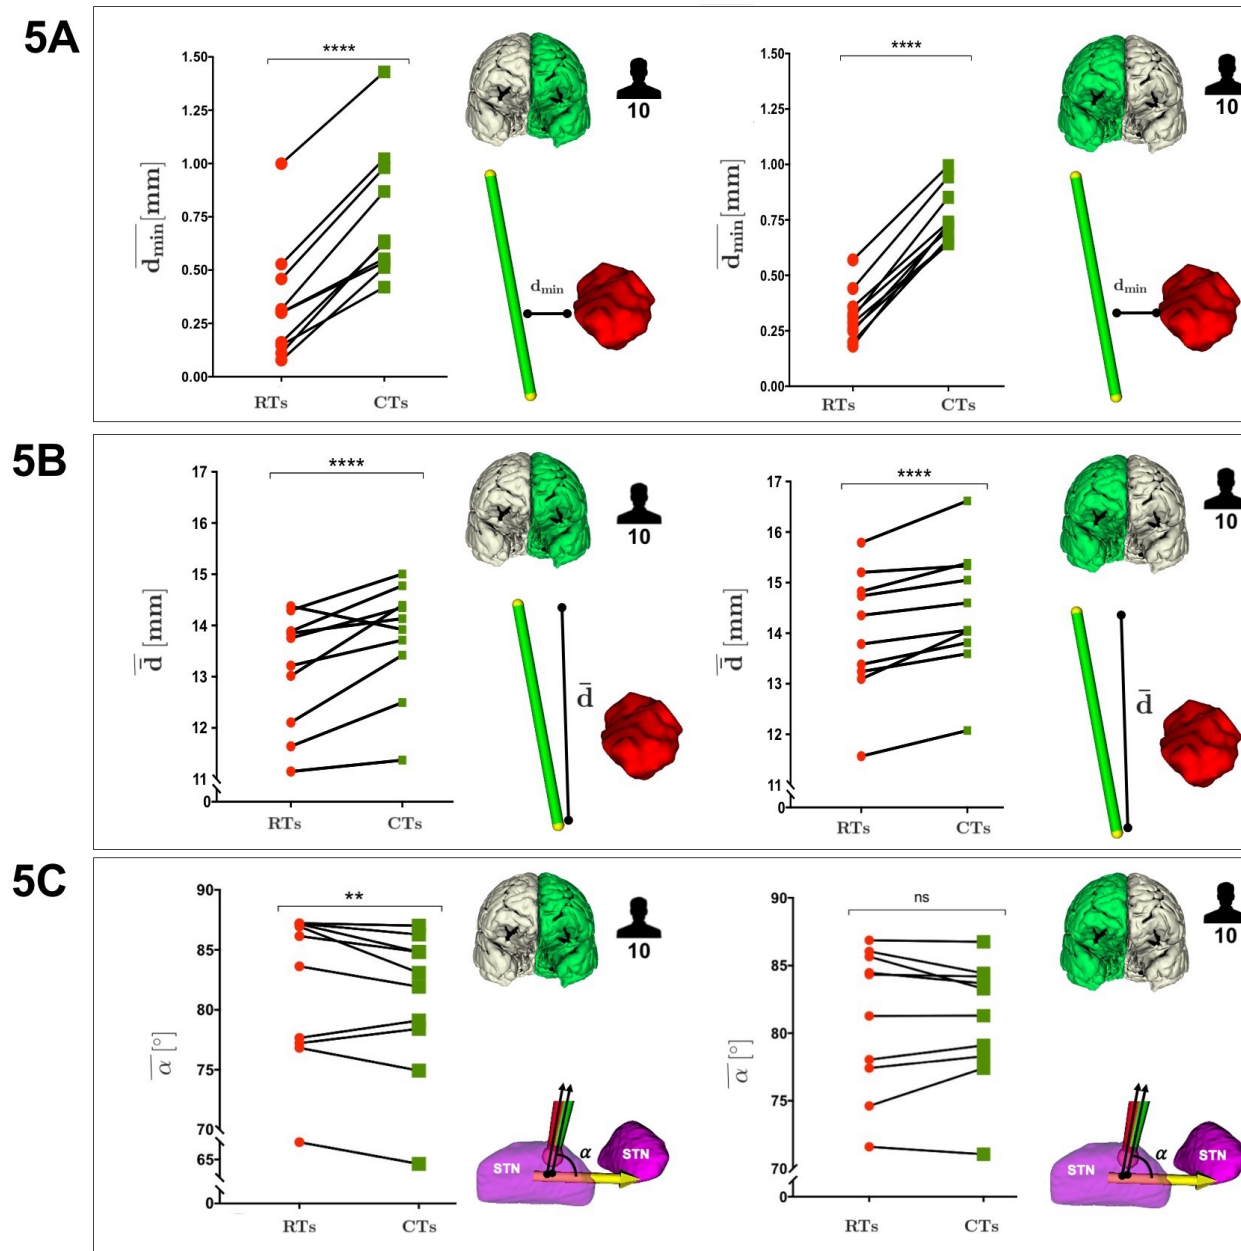 5A
****
1.50
1.25
1.00
0.75
0.50
0.25
0.00
d̅min[mm]
RTs
CTs
10
dmin
****
1.50
1.25
1.00
0.75
0.50
0.25
0.00
d̅min[mm]
RTs
CTs
10
dmin
5B
****
17
16
15
14
13
12
11
0
d̿ [mm]
RTs
CTs
10
d̄
****
17
16
15
14
13
12
11
0
d̿ [mm]
RTs
CTs
10
d̄
5C
**
90
85
80
75
70
65
0
α̅ [°]
RTs
CTs
10
STN
α
STN
ns
90
85
80
75
70
0
α̅ [°]
RTs
CTs
10
STN
α
STN